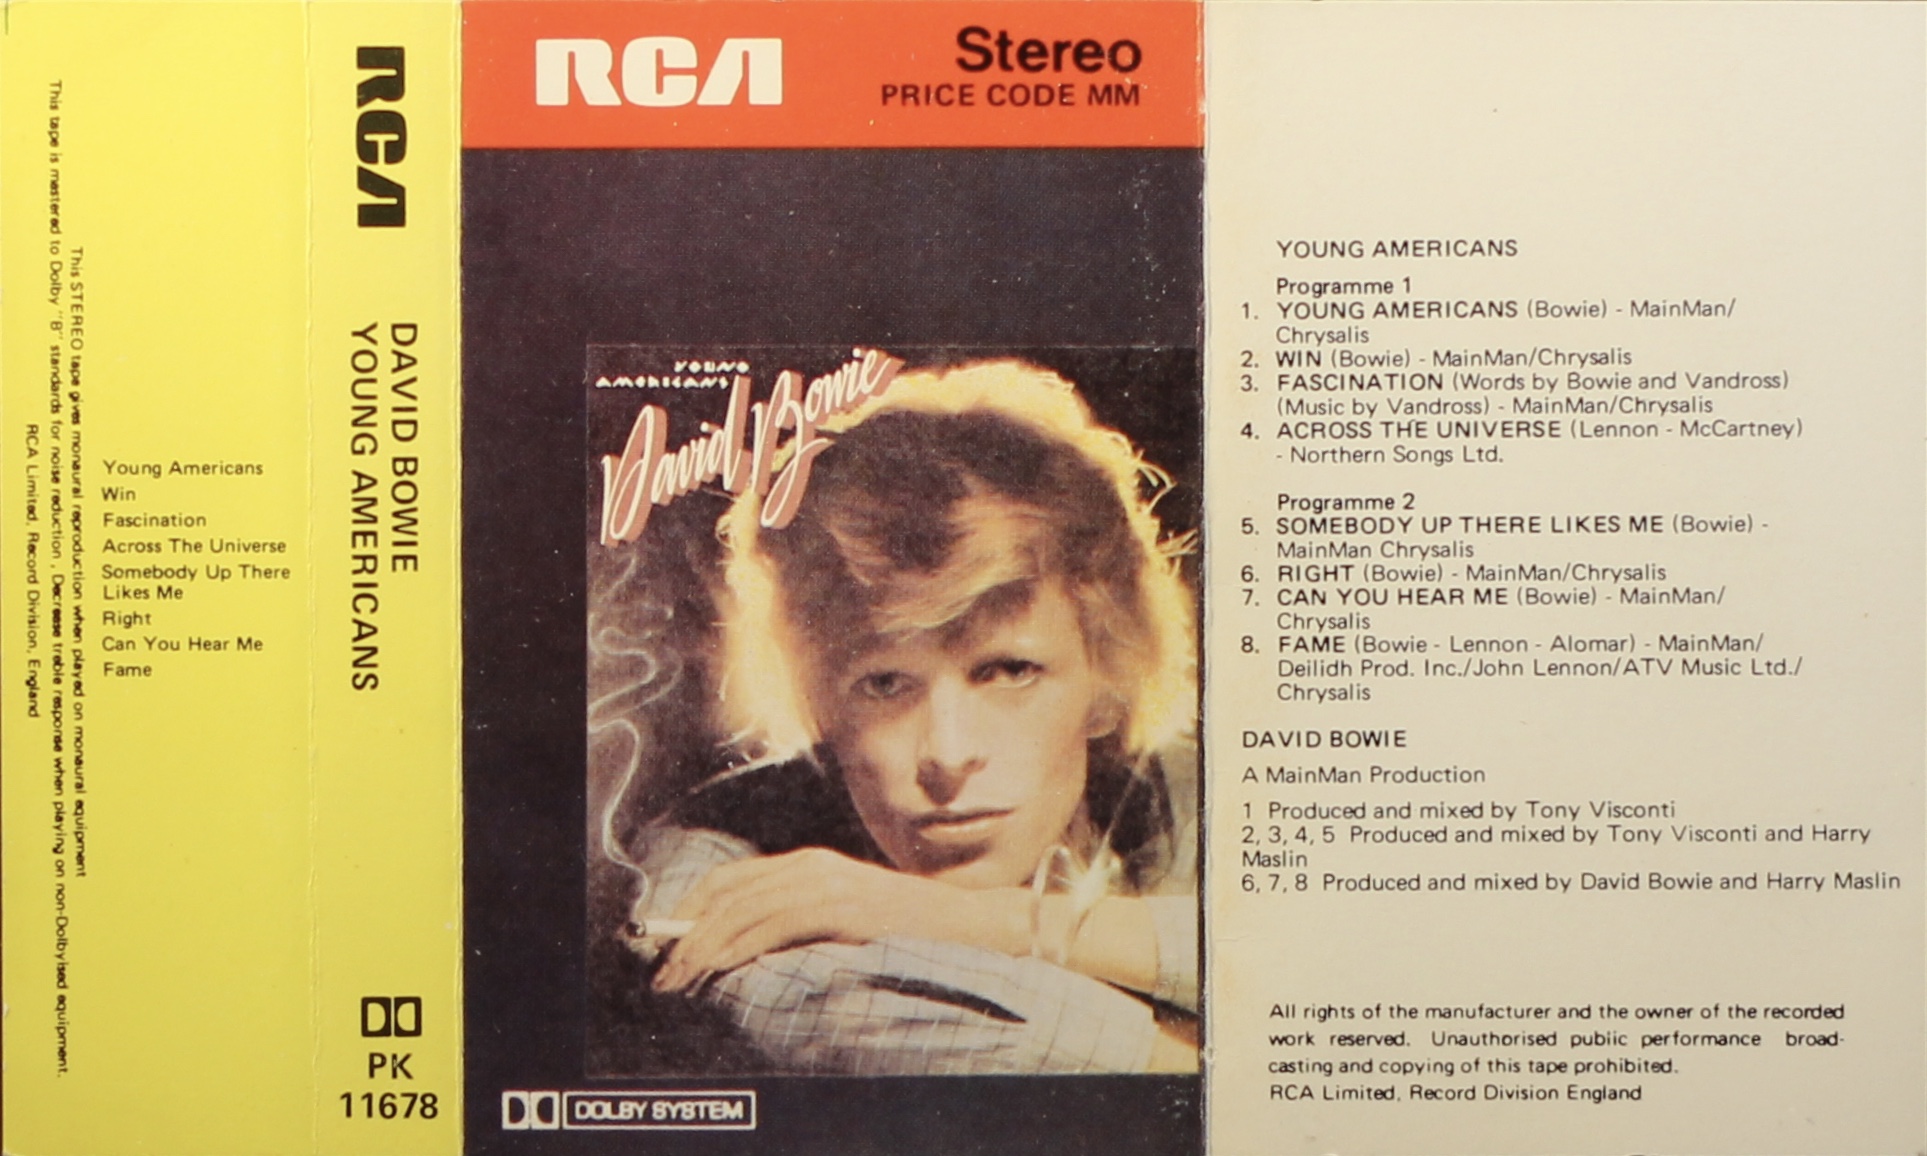 This STEREO tape gives monaural reproduction when played on monaural equipment
This tape is mastered to Dolby "B" standards for noise reduction, Decrease treble response when playing on non-Dolbyised equipment.
RCA Limited, Record Division, England
Young Americans
Win
Fascination
Across The Universe
Somebody Up There
Likes Me
Right
Can You Hear Me
Fame
RCA
DAVID BOWIE
YOUNG AMERICANS
PK
11678
RCA
Stereo
PRICE CODE MM
YOUNG
AMERICANS
David Bowie
DOLBY SYSTEM
YOUNG AMERICANS
Programme 1
1. YOUNG AMERICANS (Bowie) - MainMan/
Chrysalis
2. WIN (Bowie) - MainMan/Chrysalis
3. FASCINATION (Words by Bowie and Vandross)
(Music by Vandross) - MainMan/Chrysalis
4. ACROSS THE UNIVERSE (Lennon - McCartney)
- Northern Songs Ltd.
Programme 2
5. SOMEBODY UP THERE LIKES ME (Bowie) -
MainMan Chrysalis
6. RIGHT (Bowie) - MainMan/Chrysalis
7. CAN YOU HEAR ME (Bowie) - MainMan/
Chrysalis
8. FAME (Bowie - Lennon - Alomar) - MainMan/
Deilidh Prod. Inc./John Lennon/ATV Music Ltd./
Chrysalis
DAVID BOWIE
A MainMan Production
1 Produced and mixed by Tony Visconti
2, 3, 4, 5 Produced and mixed by Tony Visconti and Harry
Maslin
6, 7, 8 Produced and mixed by David Bowie and Harry Maslin
All rights of the manufacturer and the owner of the recorded
work reserved. Unauthorised public performance broad-
casting and copying of this tape prohibited.
RCA Limited, Record Division England